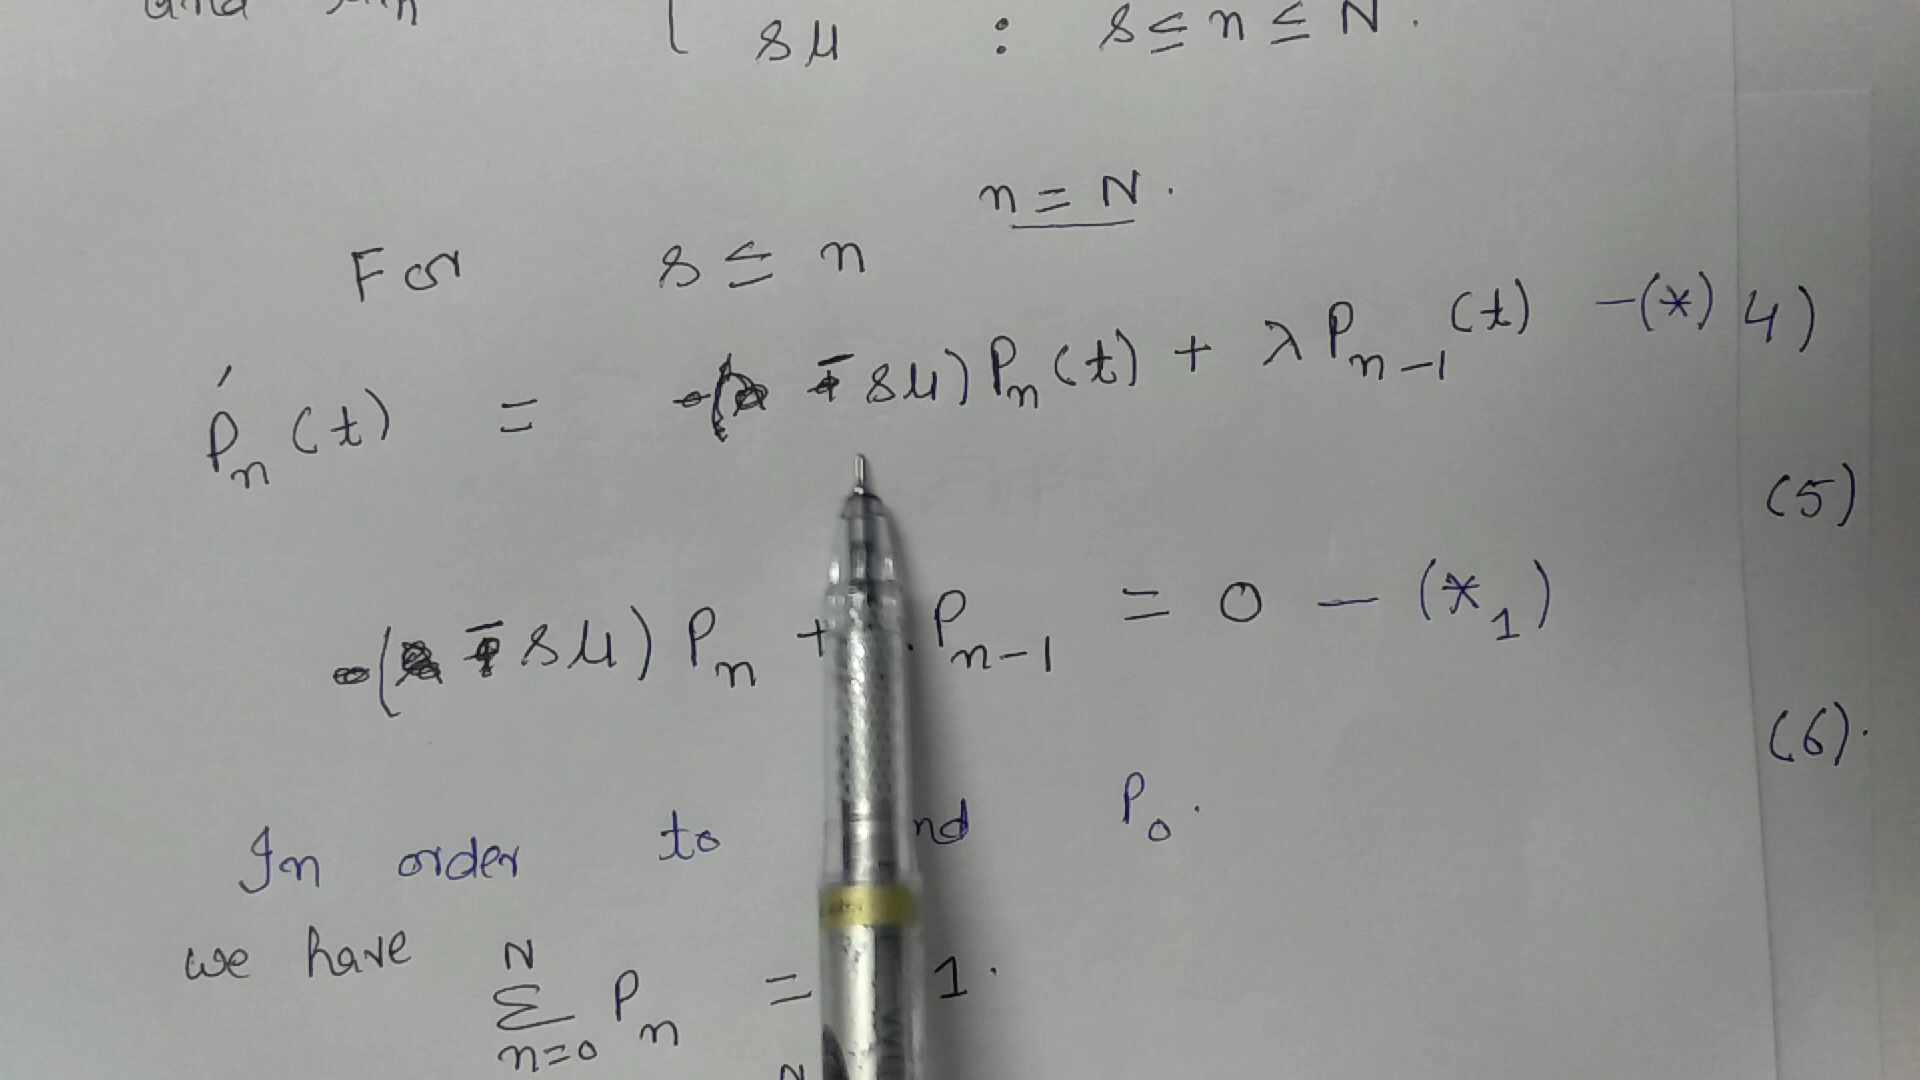 and
sμ : s ≤ n ≤ N.
n = N.
For s ≤ n
P'ₙ(t) = - sμ) Pₙ(t) + λ Pₙ₋₁(t) —(*) 4)
(5)
- sμ) Pₙ + Pₙ₋₁ = 0 — (*₁)
(6).
In order to nd P₀.
we have
N
Σ Pₙ = 1.
n=0
N